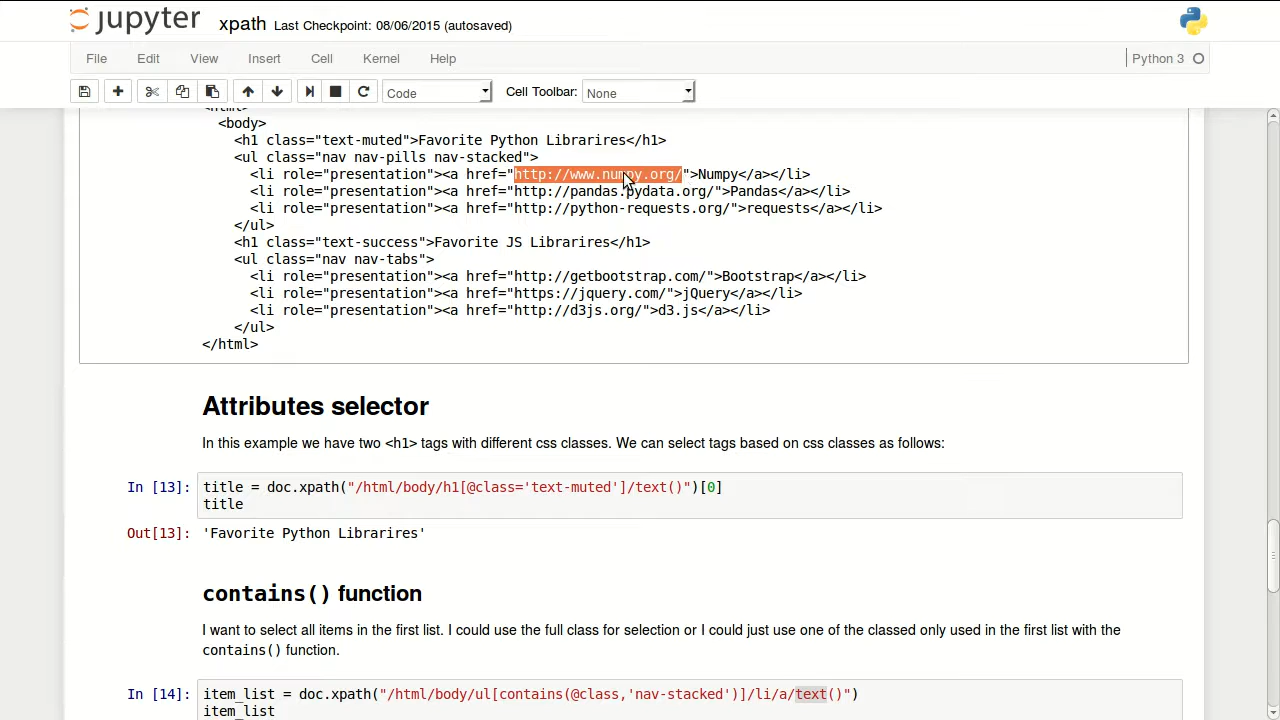 jupyter xpath Last Checkpoint: 08/06/2015 (autosaved)
File Edit View Insert Cell Kernel Help Python 3
Code Cell Toolbar: None
<html>
<body>
<h1 class="text-muted">Favorite Python Librarires</h1>
<ul class="nav nav-pills nav-stacked">
<li role="presentation"><a href="http://www.numpy.org/">Numpy</a></li>
<li role="presentation"><a href="http://pandas.pydata.org/">Pandas</a></li>
<li role="presentation"><a href="http://python-requests.org/">requests</a></li>
</ul>
<h1 class="text-success">Favorite JS Librarires</h1>
<ul class="nav nav-tabs">
<li role="presentation"><a href="http://getbootstrap.com/">Bootstrap</a></li>
<li role="presentation"><a href="https://jquery.com/">jQuery</a></li>
<li role="presentation"><a href="http://d3js.org/">d3.js</a></li>
</ul>
</html>
Attributes selector
In this example we have two <h1> tags with different css classes. We can select tags based on css classes as follows:
In [13]: title = doc.xpath("/html/body/h1[@class='text-muted']/text()")[0]
title
Out[13]: 'Favorite Python Librarires'
contains() function
I want to select all items in the first list. I could use the full class for selection or I could just use one of the classed only used in the first list with the
contains() function.
In [14]: item_list = doc.xpath("/html/body/ul[contains(@class,'nav-stacked')]/li/a/text()")
item_list